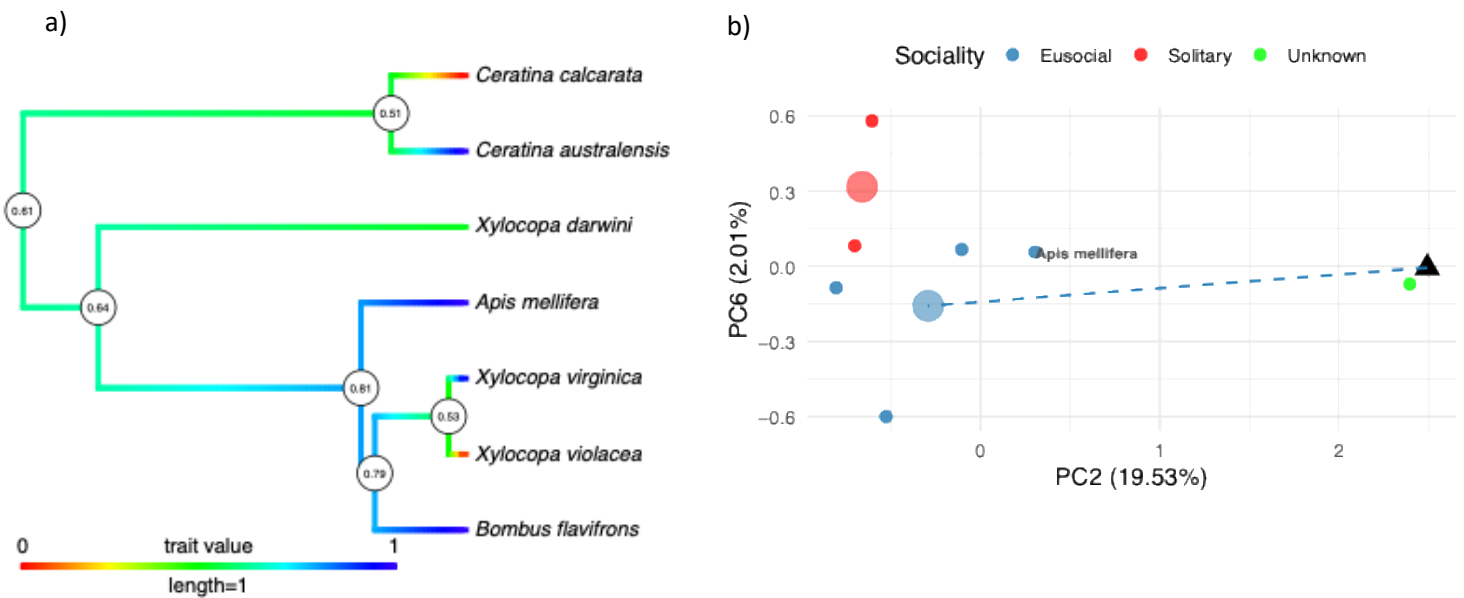 a)
Ceratina calcarata
0.51
Ceratina australensis
0.61
Xylocopa darwini
0.64
Apis mellifera
0.81
Xylocopa virginica
0.53
Xylocopa violacea
0.79
Bombus flavifrons
0 trait value 1
length=1
b)
Sociality Eusocial Solitary Unknown
0.6
0.3
0.0
−0.3
−0.6
PC6 (2.01%)
Apis mellifera
0 1 2
PC2 (19.53%)